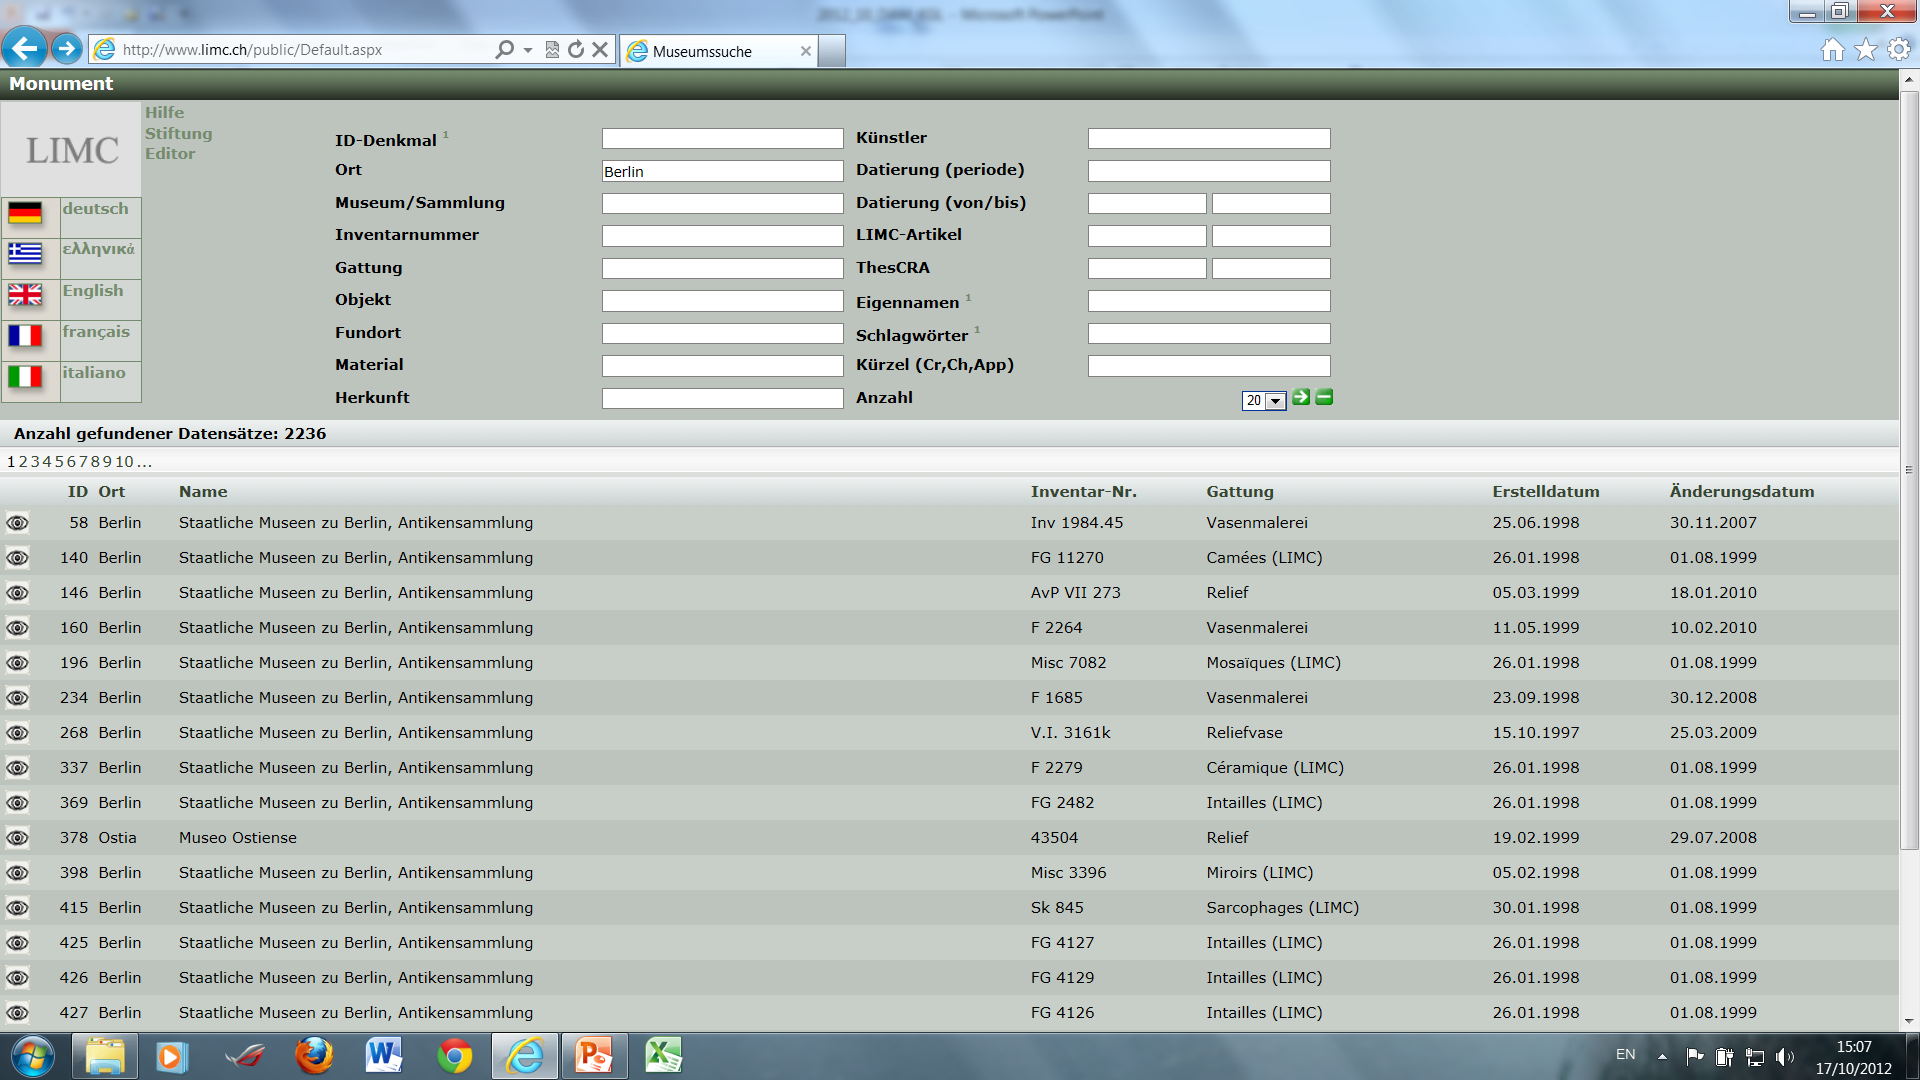 http://www.limc.ch/public/Default.aspx
Museumssuche
Monument
LIMC
Hilfe
Stiftung
Editor
deutsch
ελληνικά
English
français
italiano
ID-Denkmal 1
Künstler
Ort Berlin
Datierung (periode)
Museum/Sammlung
Datierung (von/bis)
Inventarnummer
LIMC-Artikel
Gattung
ThesCRA
Objekt
Eigennamen 1
Fundort
Schlagwörter 1
Material
Kürzel (Cr,Ch,App)
Herkunft
Anzahl 20
Anzahl gefundener Datensätze: 2236
1 2 3 4 5 6 7 8 9 10 ...
ID Ort Name Inventar-Nr. Gattung Erstelldatum Änderungsdatum
58 Berlin Staatliche Museen zu Berlin, Antikensammlung Inv 1984.45 Vasenmalerei 25.06.1998 30.11.2007
140 Berlin Staatliche Museen zu Berlin, Antikensammlung FG 11270 Camées (LIMC) 26.01.1998 01.08.1999
146 Berlin Staatliche Museen zu Berlin, Antikensammlung AvP VII 273 Relief 05.03.1999 18.01.2010
160 Berlin Staatliche Museen zu Berlin, Antikensammlung F 2264 Vasenmalerei 11.05.1999 10.02.2010
196 Berlin Staatliche Museen zu Berlin, Antikensammlung Misc 7082 Mosaïques (LIMC) 26.01.1998 01.08.1999
234 Berlin Staatliche Museen zu Berlin, Antikensammlung F 1685 Vasenmalerei 23.09.1998 30.12.2008
268 Berlin Staatliche Museen zu Berlin, Antikensammlung V.I. 3161k Reliefvase 15.10.1997 25.03.2009
337 Berlin Staatliche Museen zu Berlin, Antikensammlung F 2279 Céramique (LIMC) 26.01.1998 01.08.1999
369 Berlin Staatliche Museen zu Berlin, Antikensammlung FG 2482 Intailles (LIMC) 26.01.1998 01.08.1999
378 Ostia Museo Ostiense 43504 Relief 19.02.1999 29.07.2008
398 Berlin Staatliche Museen zu Berlin, Antikensammlung Misc 3396 Miroirs (LIMC) 05.02.1998 01.08.1999
415 Berlin Staatliche Museen zu Berlin, Antikensammlung Sk 845 Sarcophages (LIMC) 30.01.1998 01.08.1999
425 Berlin Staatliche Museen zu Berlin, Antikensammlung FG 4127 Intailles (LIMC) 26.01.1998 01.08.1999
426 Berlin Staatliche Museen zu Berlin, Antikensammlung FG 4129 Intailles (LIMC) 26.01.1998 01.08.1999
427 Berlin Staatliche Museen zu Berlin, Antikensammlung FG 4126 Intailles (LIMC) 26.01.1998 01.08.1999
EN
15:07
17/10/2012